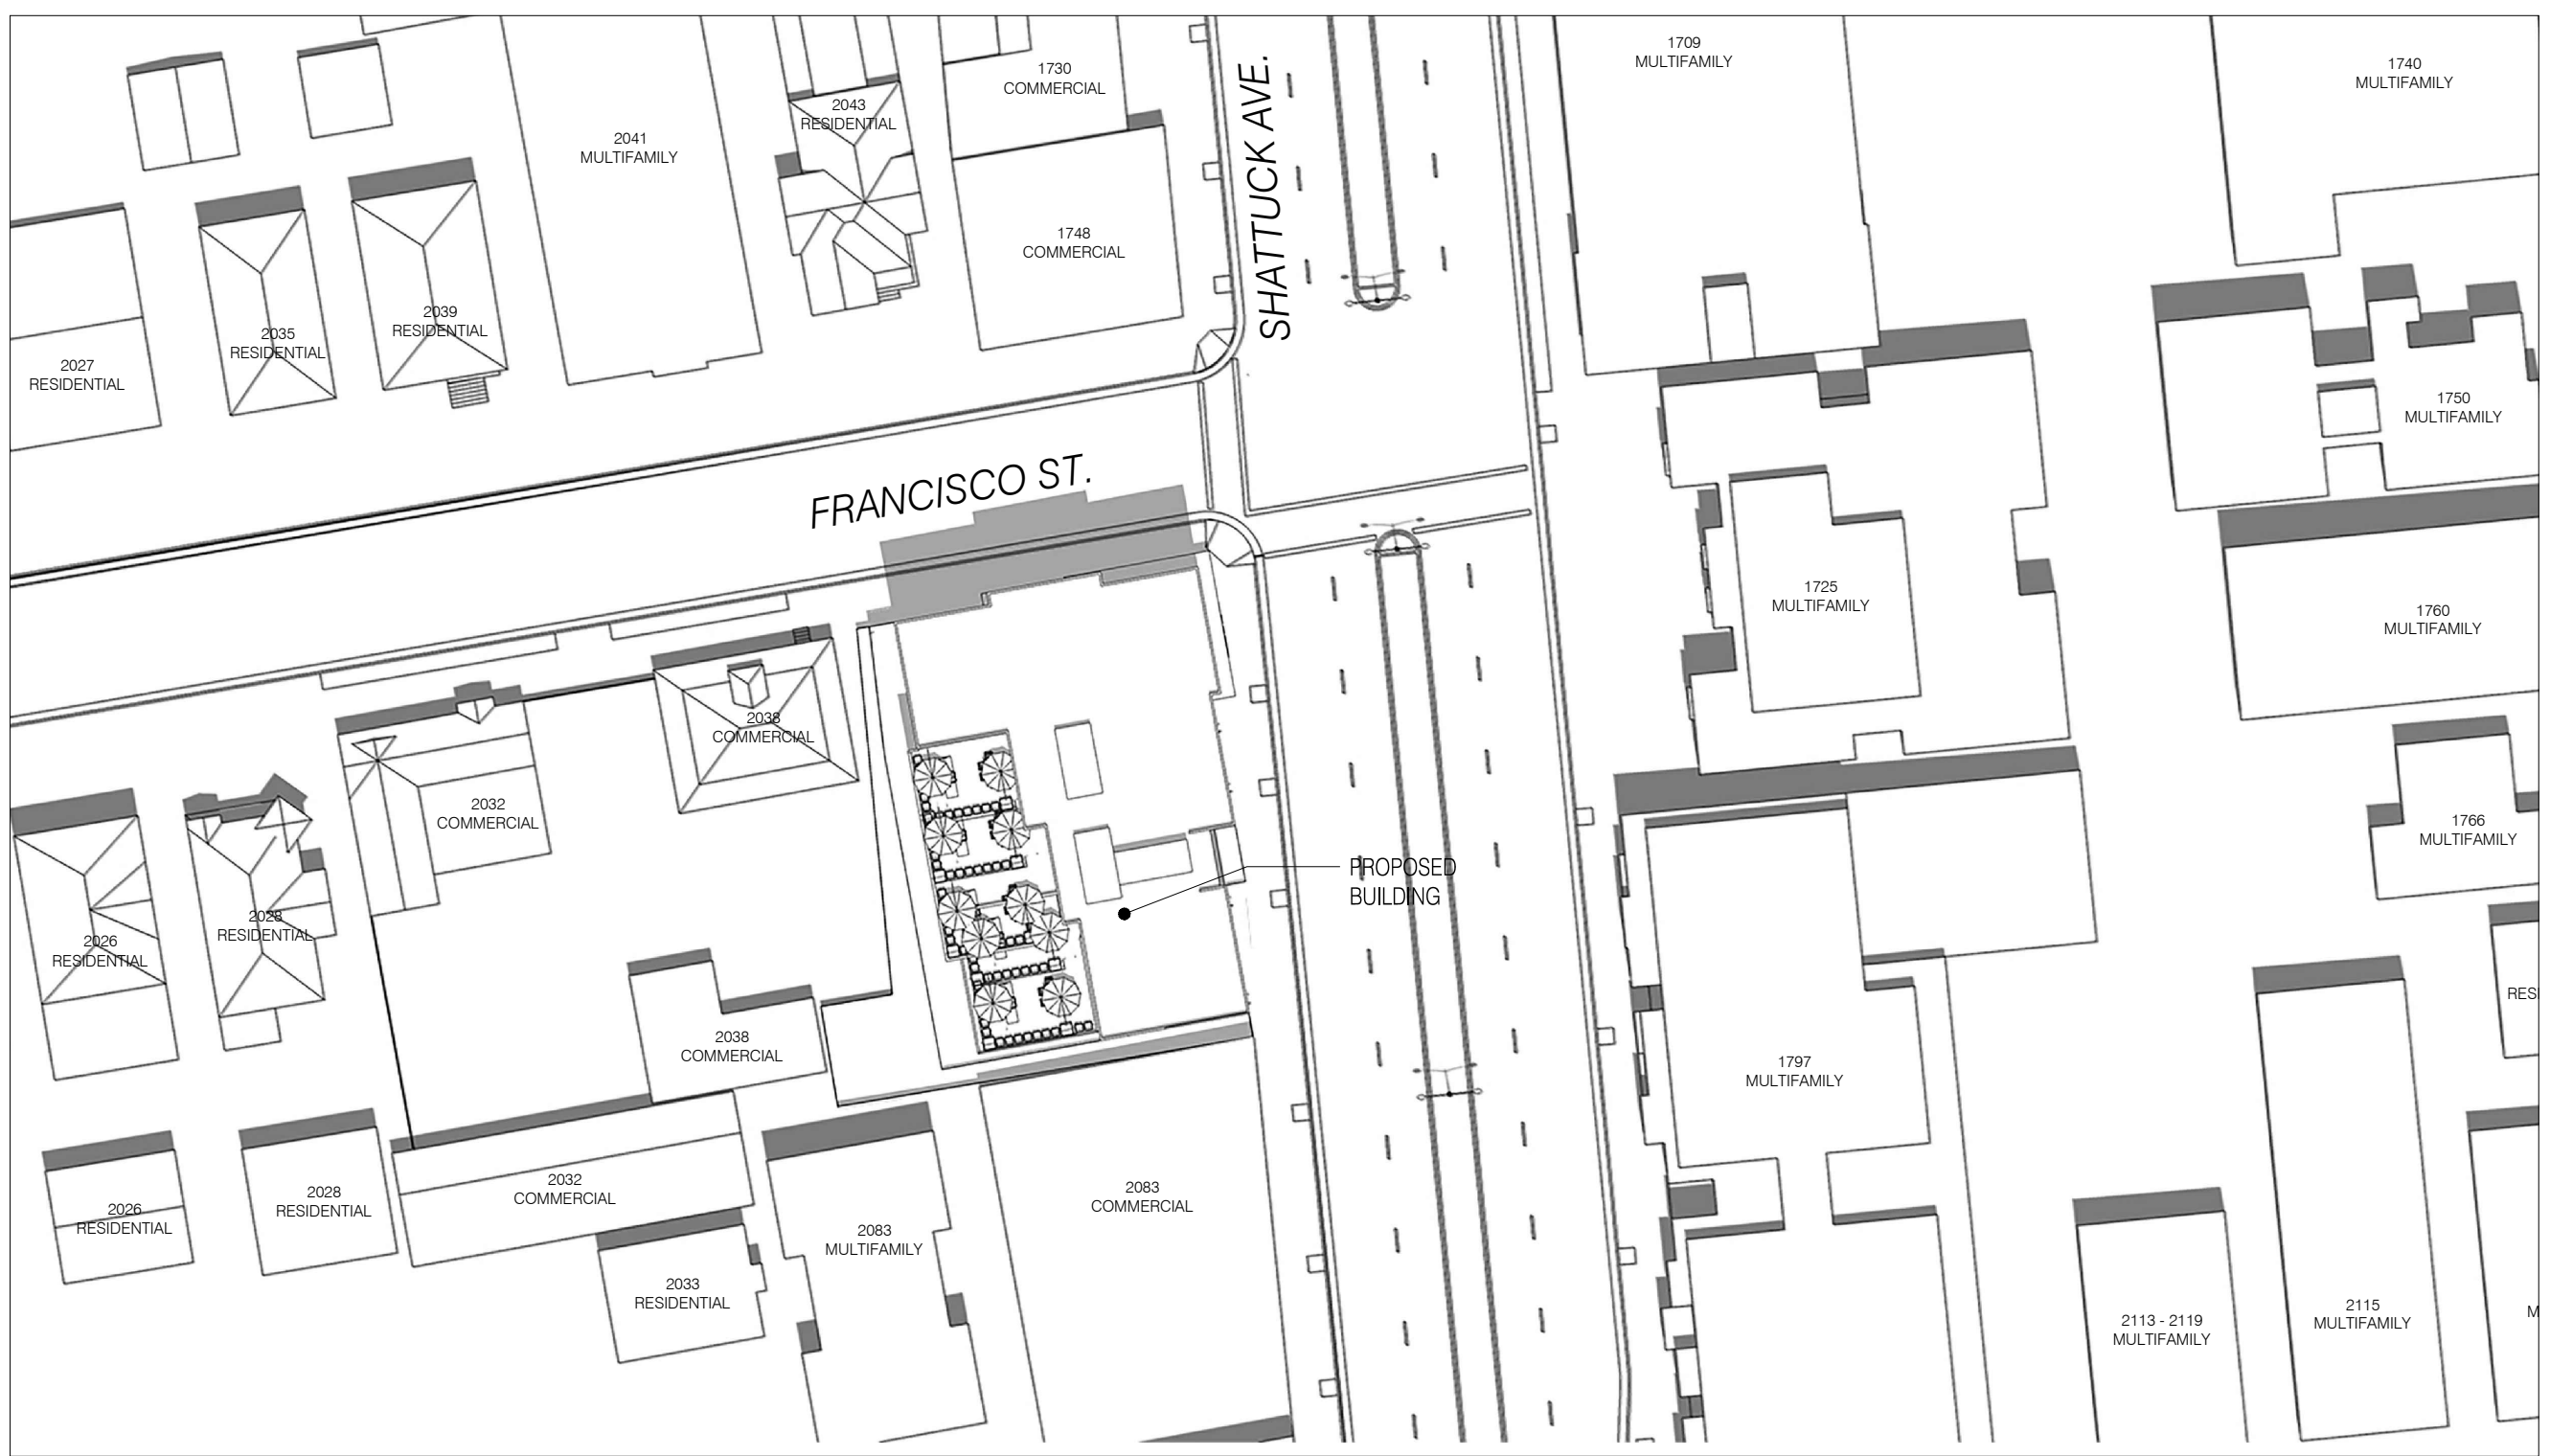 1709
MULTIFAMILY
1740
MULTIFAMILY
1730
COMMERCIAL
2043
RESIDENTIAL
2041
MULTIFAMILY
SHATTUCK AVE.
1748
COMMERCIAL
2039
RESIDENTIAL
2035
RESIDENTIAL
2027
RESIDENTIAL
1750
MULTIFAMILY
FRANCISCO ST.
1725
MULTIFAMILY
1760
MULTIFAMILY
2038
COMMERCIAL
2032
COMMERCIAL
1766
MULTIFAMILY
PROPOSED
BUILDING
2028
RESIDENTIAL
2026
RESIDENTIAL
RES
2038
COMMERCIAL
1797
MULTIFAMILY
2032
COMMERCIAL
2083
COMMERCIAL
2028
RESIDENTIAL
2026
RESIDENTIAL
2083
MULTIFAMILY
2033
RESIDENTIAL
2113 - 2119
MULTIFAMILY
2115
MULTIFAMILY
M